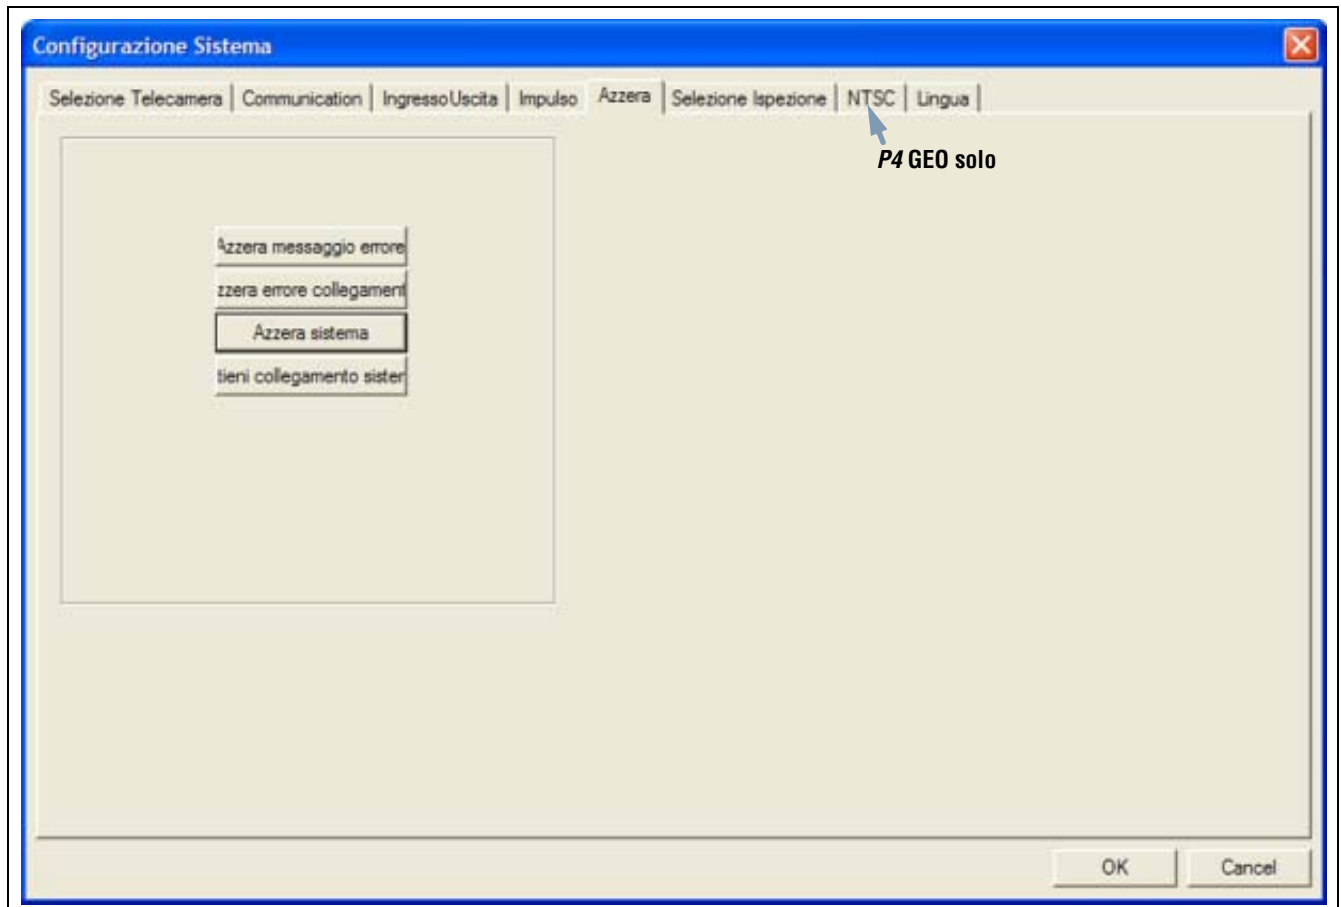 Configurazione Sistema
Selezione Telecamera Communication IngressoUscita Impulso Azzera Selezione Ispezione NTSC Lingua
P4 GEO solo
Azzera messaggio errore
zzera errore collegament
Azzera sistema
tieni collegamento sister
OK Cancel